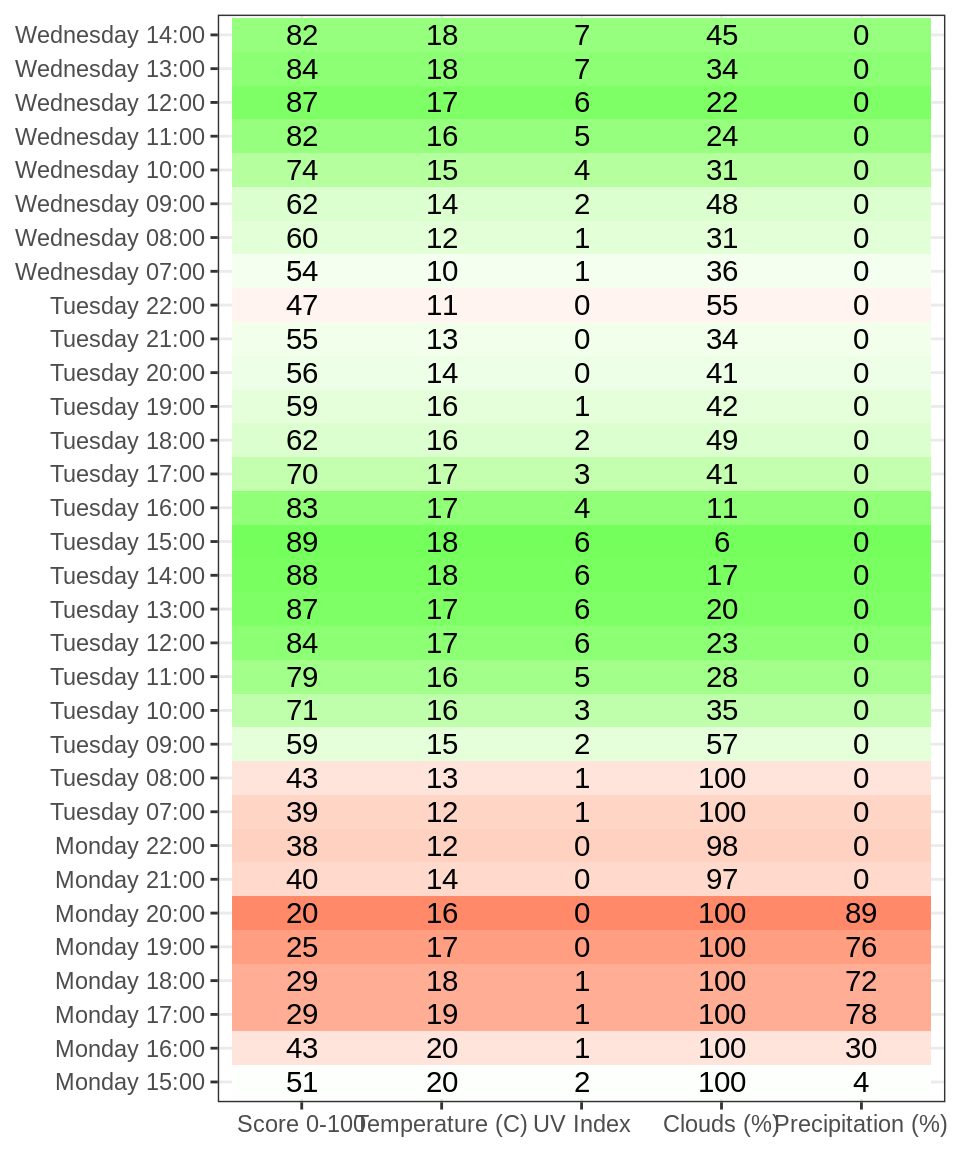 Wednesday 14:00 82 18 7 45 0
Wednesday 13:00 84 18 7 34 0
Wednesday 12:00 87 17 6 22 0
Wednesday 11:00 82 16 5 24 0
Wednesday 10:00 74 15 4 31 0
Wednesday 09:00 62 14 2 48 0
Wednesday 08:00 60 12 1 31 0
Wednesday 07:00 54 10 1 36 0
Tuesday 22:00 47 11 0 55 0
Tuesday 21:00 55 13 0 34 0
Tuesday 20:00 56 14 0 41 0
Tuesday 19:00 59 16 1 42 0
Tuesday 18:00 62 16 2 49 0
Tuesday 17:00 70 17 3 41 0
Tuesday 16:00 83 17 4 11 0
Tuesday 15:00 89 18 6 6 0
Tuesday 14:00 88 18 6 17 0
Tuesday 13:00 87 17 6 20 0
Tuesday 12:00 84 17 6 23 0
Tuesday 11:00 79 16 5 28 0
Tuesday 10:00 71 16 3 35 0
Tuesday 09:00 59 15 2 57 0
Tuesday 08:00 43 13 1 100 0
Tuesday 07:00 39 12 1 100 0
Monday 22:00 38 12 0 98 0
Monday 21:00 40 14 0 97 0
Monday 20:00 20 16 0 100 89
Monday 19:00 25 17 0 100 76
Monday 18:00 29 18 1 100 72
Monday 17:00 29 19 1 100 78
Monday 16:00 43 20 1 100 30
Monday 15:00 51 20 2 100 4
Score 0-100 Temperature (C) UV Index Clouds (%) Precipitation (%)